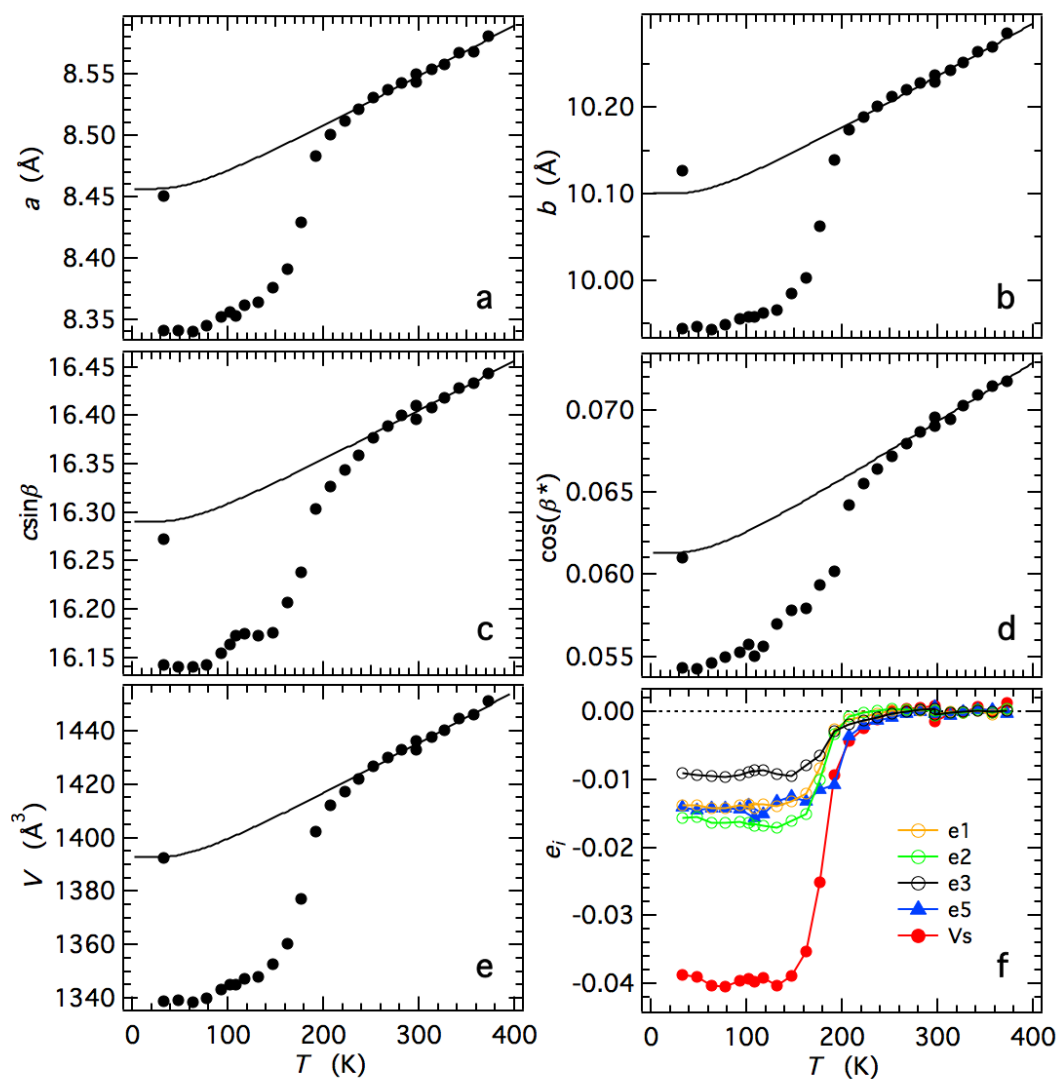 8.55
8.50
8.45
8.40
8.35
a (Å)
a
10.20
10.10
10.00
b (Å)
b
16.45
16.40
16.35
16.30
16.25
16.20
16.15
csinβ
c
0.070
0.065
0.060
0.055
cos(β*)
d
1440
1420
1400
1380
1360
1340
V (Å³)
e
0 100 200 300 400
T (K)
0.00
-0.01
-0.02
-0.03
-0.04
e_i
e1
e2
e3
e5
Vs
f
0 100 200 300 400
T (K)